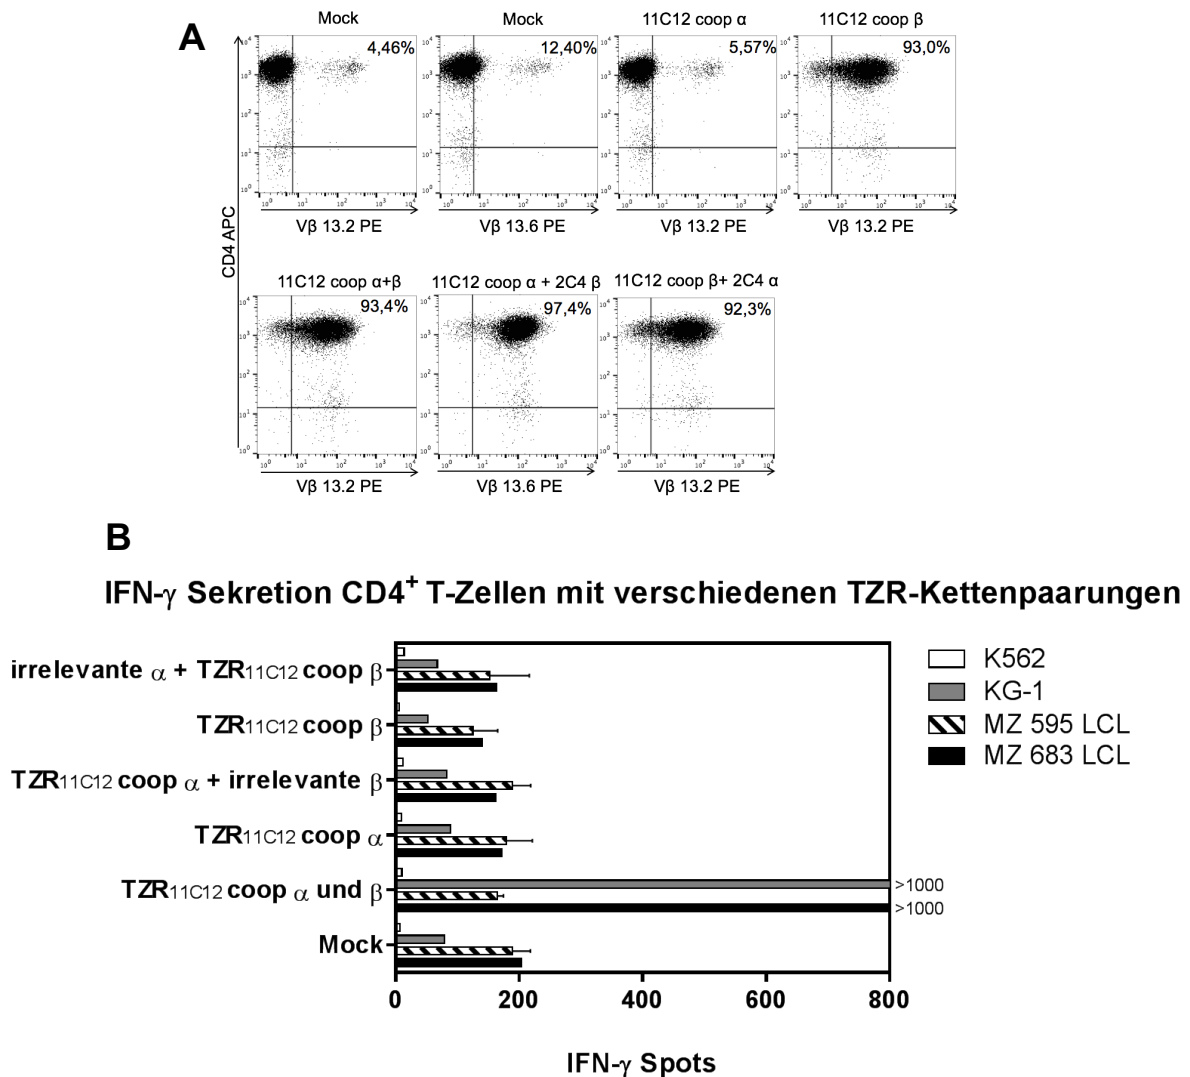 A
Mock
Mock
11C12 coop α
11C12 coop β
4,46%
12,40%
5,57%
93,0%
Vβ 13.2 PE
Vβ 13.6 PE
Vβ 13.2 PE
Vβ 13.2 PE
CD4 APC
11C12 coop α+β
11C12 coop α + 2C4 β
11C12 coop β+ 2C4 α
93,4%
97,4%
92,3%
Vβ 13.2 PE
Vβ 13.6 PE
Vβ 13.2 PE
B
IFN-γ Sekretion CD4⁺ T-Zellen mit verschiedenen TZR-Kettenpaarungen
irrelevante α + TZR11C12 coop β
TZR11C12 coop β
TZR11C12 coop α + irrelevante β
TZR11C12 coop α
TZR11C12 coop α und β
Mock
>1000
>1000
K562
KG-1
MZ 595 LCL
MZ 683 LCL
0 200 400 600 800
IFN-γ Spots